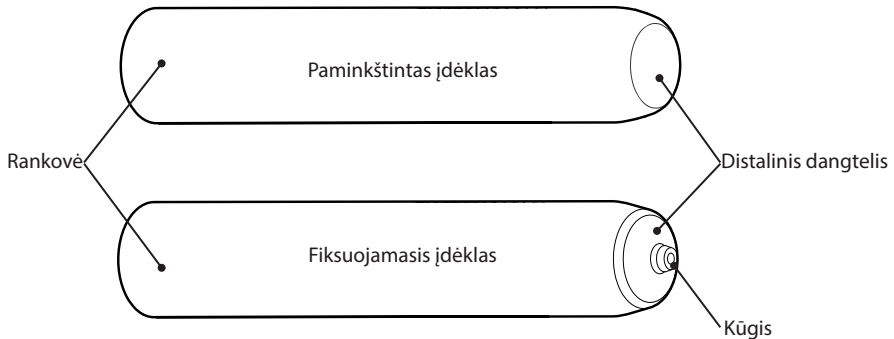 Paminkštintas įdėklas
Rankovė
Distalinis dangtelis
Fiksuojamasis įdėklas
Kūgis